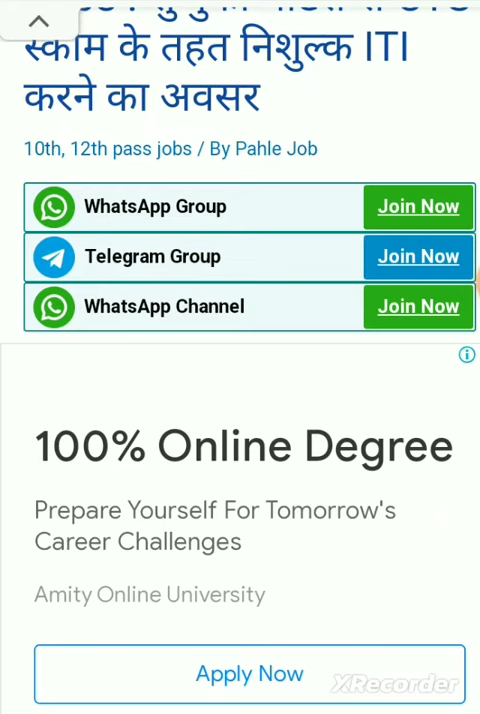 स्काम के तहत निशुल्क ITI
करने का अवसर
10th, 12th pass jobs / By Pahle Job
WhatsApp Group Join Now
Telegram Group Join Now
WhatsApp Channel Join Now
100% Online Degree
Prepare Yourself For Tomorrow's
Career Challenges
Amity Online University
Apply Now
XRecorder